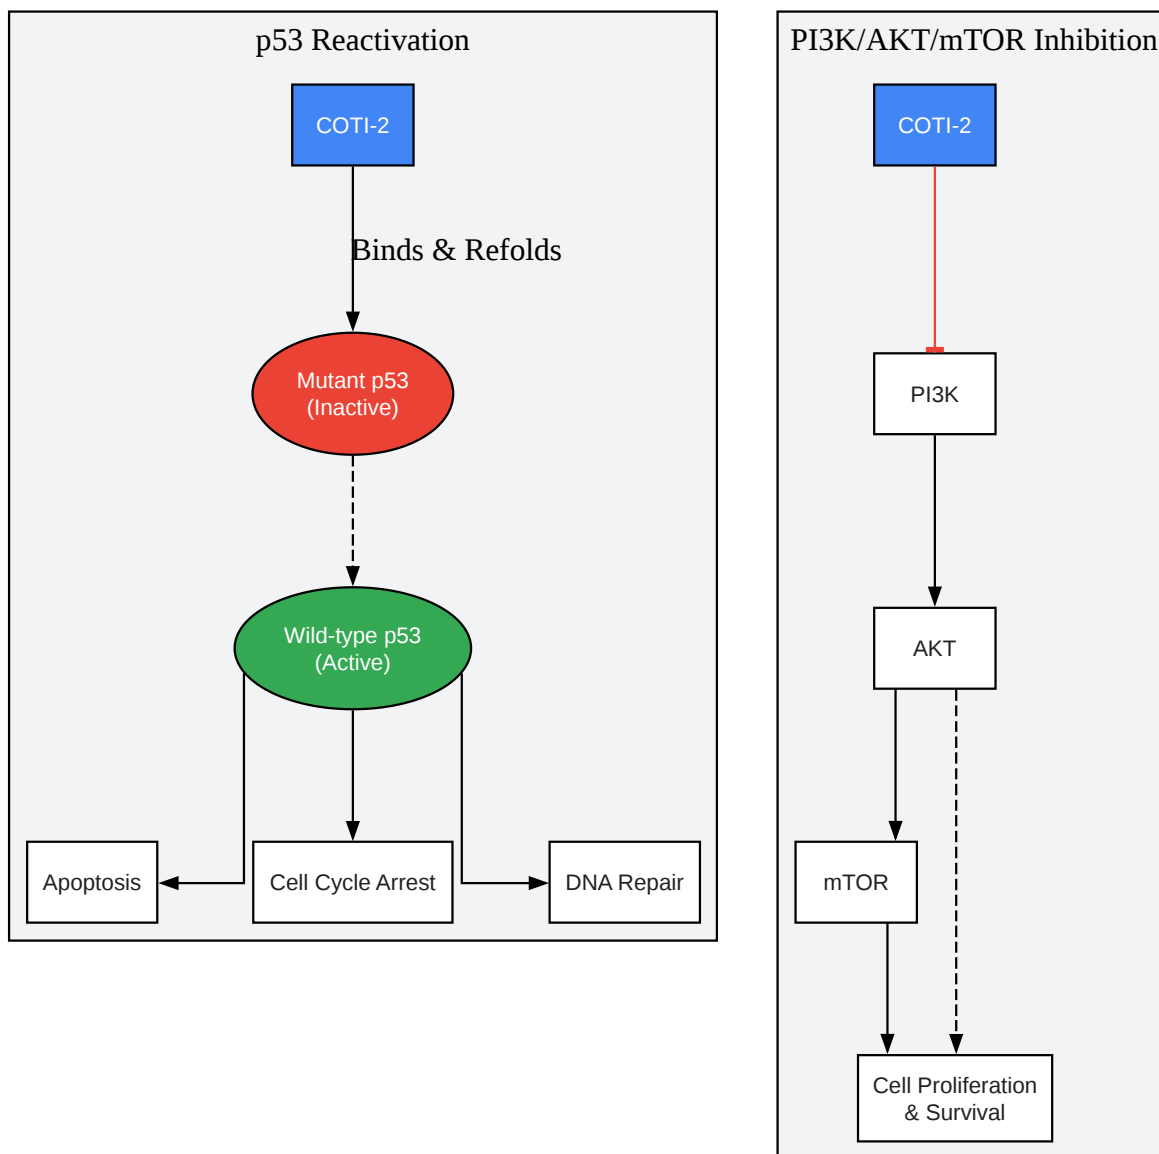 p53 Reactivation
COTI-2
Binds & Refolds
Mutant p53
(Inactive)
Wild-type p53
(Active)
Apoptosis
Cell Cycle Arrest
DNA Repair
PI3K/AKT/mTOR Inhibition
COTI-2
PI3K
AKT
mTOR
Cell Proliferation
& Survival